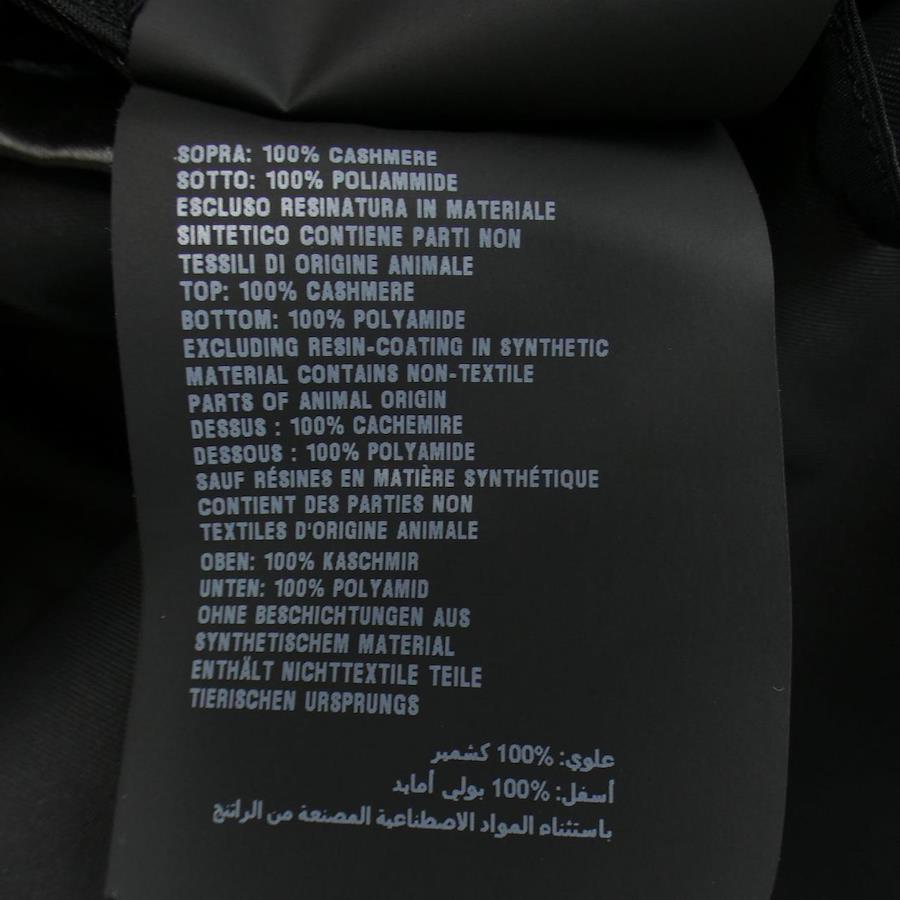 SOPRA: 100% CASHMERE
SOTTO: 100% POLIAMMIDE
ESCLUSO RESINATURA IN MATERIALE
SINTETICO CONTIENE PARTI NON
TESSILI DI ORIGINE ANIMALE
TOP: 100% CASHMERE
BOTTOM: 100% POLYAMIDE
EXCLUDING RESIN-COATING IN SYNTHETIC
MATERIAL CONTAINS NON-TEXTILE
PARTS OF ANIMAL ORIGIN
DESSUS : 100% CACHEMIRE
DESSOUS : 100% POLYAMIDE
SAUF RÉSINES EN MATIÈRE SYNTHÉTIQUE
CONTIENT DES PARTIES NON
TEXTILES D'ORIGINE ANIMALE
OBEN: 100% KASCHMIR
UNTEN: 100% POLYAMID
OHNE BESCHICHTUNGEN AUS
SYNTHETISCHEM MATERIAL
ENTHÄLT NICHTTEXTILE TEILE
TIERISCHEN URSPRUNGS
علوي: 100% كشمير
أسفل: 100% بولي أمايد
باستثناء المواد الاصطناعية المصنعة من الراتنج